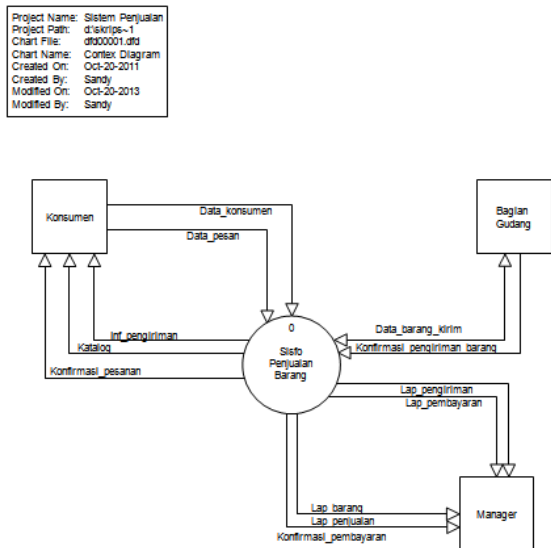 Project Name: Sistem Penjualan
Project Path: d:\skrips~1
Chart File: dfd00001.dfd
Chart Name: Contex Diagram
Created On: Oct-20-2011
Created By: Sandy
Modified On: Oct-20-2013
Modified By: Sandy
Konsumen
Data_konsumen
Data_pesan
Bagian
Gudang
Inf_pengiriman
Katalog
Konfirmasi_pesanan
0
Sisfo
Penjualan
Barang
Data_barang_kirim
Konfirmasi_pengiriman_barang
Lap_pengiriman
Lap_pembayaran
Lap_barang
Lap_penjualan
Konfirmasi_pembayaran
Manager